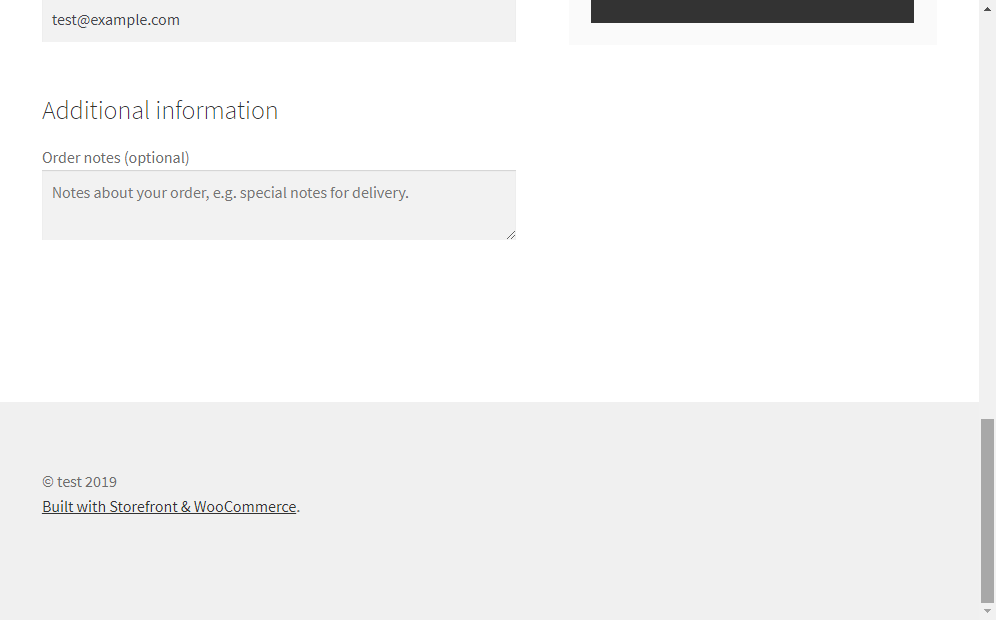 test@example.com
Additional information
Order notes (optional)
Notes about your order, e.g. special notes for delivery.
© test 2019
Built with Storefront & WooCommerce.